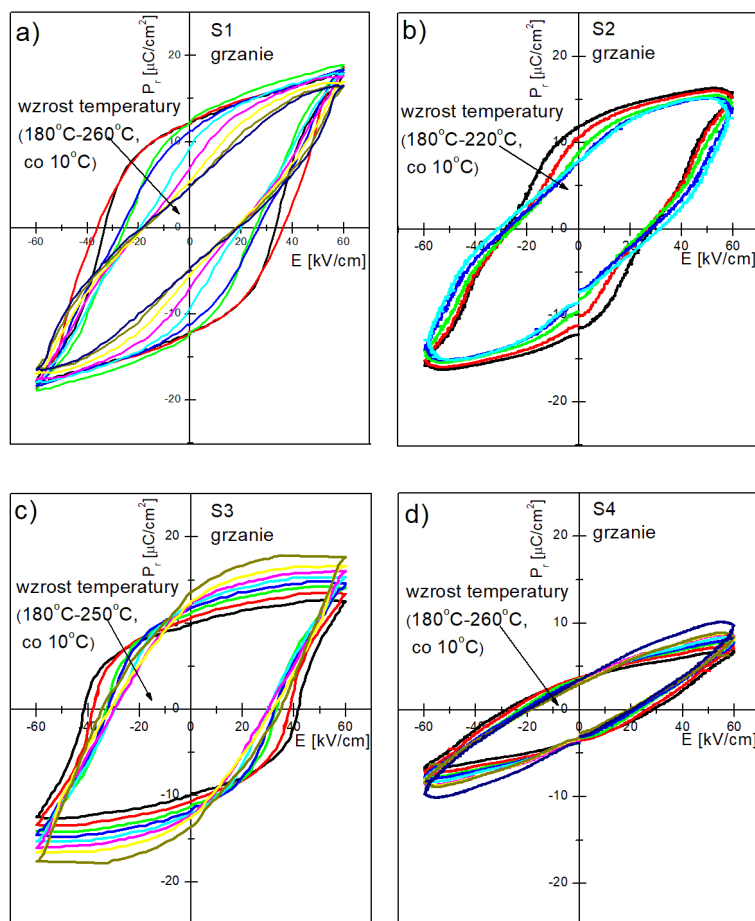 a)
S1
grzanie
P_r [μC/cm²]
wzrost temperatury
(180°C-260°C,
co 10°C)
20
10
0
-10
-20
-60
-40
-20
0
20
40
60
E [kV/cm]
b)
S2
grzanie
P_r [μC/cm²]
wzrost temperatury
(180°C-220°C,
co 10°C)
20
10
0
-10
-20
-60
-40
-20
0
20
40
60
E [kV/cm]
c)
S3
grzanie
P_r [μC/cm²]
wzrost temperatury
(180°C-250°C,
co 10°C)
20
10
0
-10
-20
-60
-40
-20
0
20
40
60
E [kV/cm]
d)
S4
grzanie
P_r [μC/cm²]
wzrost temperatury
(180°C-260°C,
co 10°C)
20
10
0
-10
-20
-60
-40
-20
0
20
40
60
E [kV/cm]